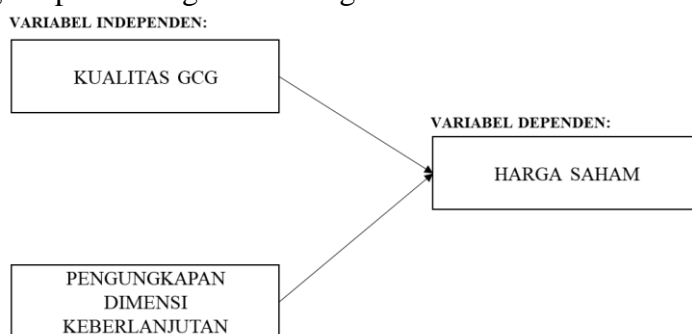 VARIABEL INDEPENDEN:
KUALITAS GCG
VARIABEL DEPENDEN:
HARGA SAHAM
PENGUNGKAPAN
DIMENSI
KEBERLANJUTAN